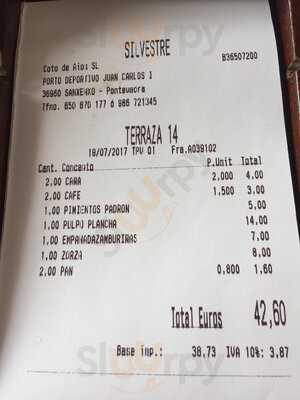 SILVESTRE
Coto de Aios SL B36507200
PORTO DEPORTIVO JUAN CARLOS I
36960 SANXENXO - Pontevedra
Tfno. 650 870 177 ó 986 721345
TERRAZA 14
19/07/2017 TPV 01 Fra.A039102
Cant. Concepto P.Unit Total
2,00 CAÑA 2,000 4.00
2,00 CAFE 1,500 3.00
1,00 PIMIENTOS PADRON 5,00
1,00 PULPO PLANCHA 14,00
1,00 EMPANADAZAMBURIÑAS 7.00
1,00 ZORZA 8,00
2,00 PAN 0,800 1.60
Total Euros 42,60
Base imp.: 38,73 IVA 10%: 3,87